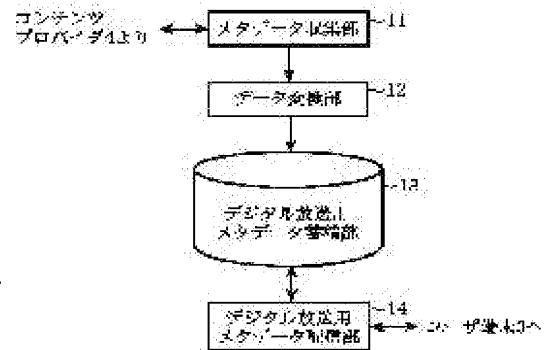 コンテンツ
プロバイダ4より
メタデータ収集部
11
データ変換部
12
13
デジタル放送用
メタデータ蓄積部
14
デジタル放送用
メタデータ配信部
ユーザ端末3へ